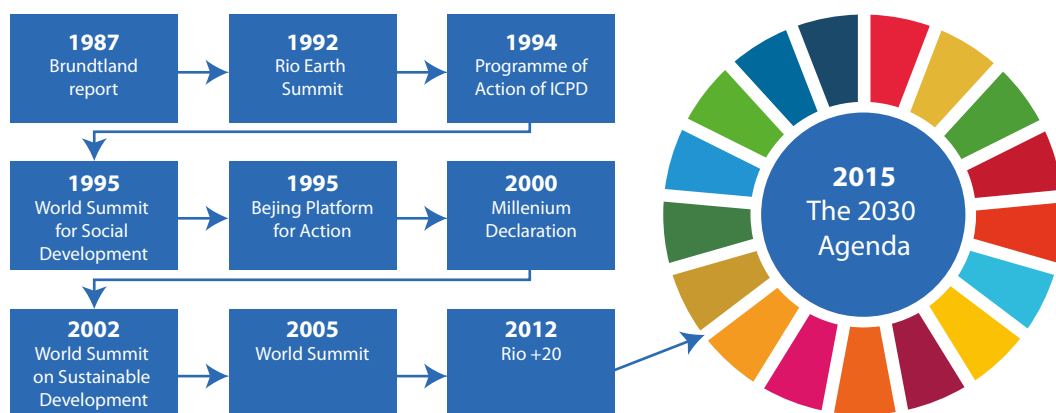 1987
Brundtland
report
1992
Rio Earth
Summit
1994
Programme of
Action of ICPD
1995
World Summit
for Social
Development
1995
Bejing Platform
for Action
2000
Millenium
Declaration
2002
World Summit
on Sustainable
Development
2005
World Summit
2012
Rio +20
2015
The 2030
Agenda